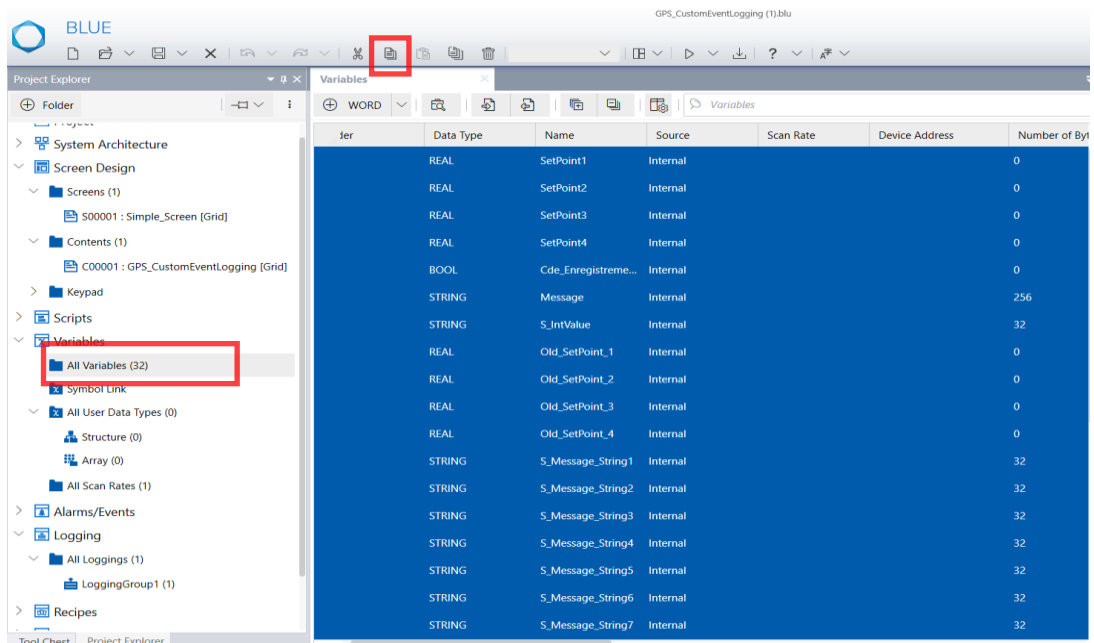 GPS_CustomEventLogging (1).blu
BLUE
Project Explorer
Variables
Folder
WORD
Variables
der Data Type Name Source Scan Rate Device Address Number of Byt
REAL SetPoint1 Internal 0
REAL SetPoint2 Internal 0
REAL SetPoint3 Internal 0
REAL SetPoint4 Internal 0
BOOL Cde_Enregistreme... Internal 0
STRING Message Internal 256
STRING S_IntValue Internal 32
REAL Old_SetPoint_1 Internal 0
REAL Old_SetPoint_2 Internal 0
REAL Old_SetPoint_3 Internal 0
REAL Old_SetPoint_4 Internal 0
STRING S_Message_String1 Internal 32
STRING S_Message_String2 Internal 32
STRING S_Message_String3 Internal 32
STRING S_Message_String4 Internal 32
STRING S_Message_String5 Internal 32
STRING S_Message_String6 Internal 32
STRING S_Message_String7 Internal 32
Project
System Architecture
Screen Design
Screens (1)
S00001 : Simple_Screen [Grid]
Contents (1)
C00001 : GPS_CustomEventLogging [Grid]
Keypad
Scripts
Variables
All Variables (32)
Symbol Link
All User Data Types (0)
Structure (0)
Array (0)
All Scan Rates (1)
Alarms/Events
Logging
All Loggings (1)
LoggingGroup1 (1)
Recipes
Tool Chest Project Explorer